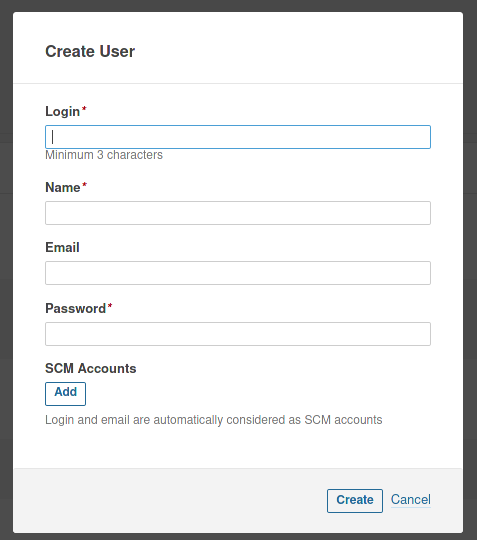 Create User
Login*
Minimum 3 characters
Name*
Email
Password*
SCM Accounts
Add
Login and email are automatically considered as SCM accounts
Create Cancel